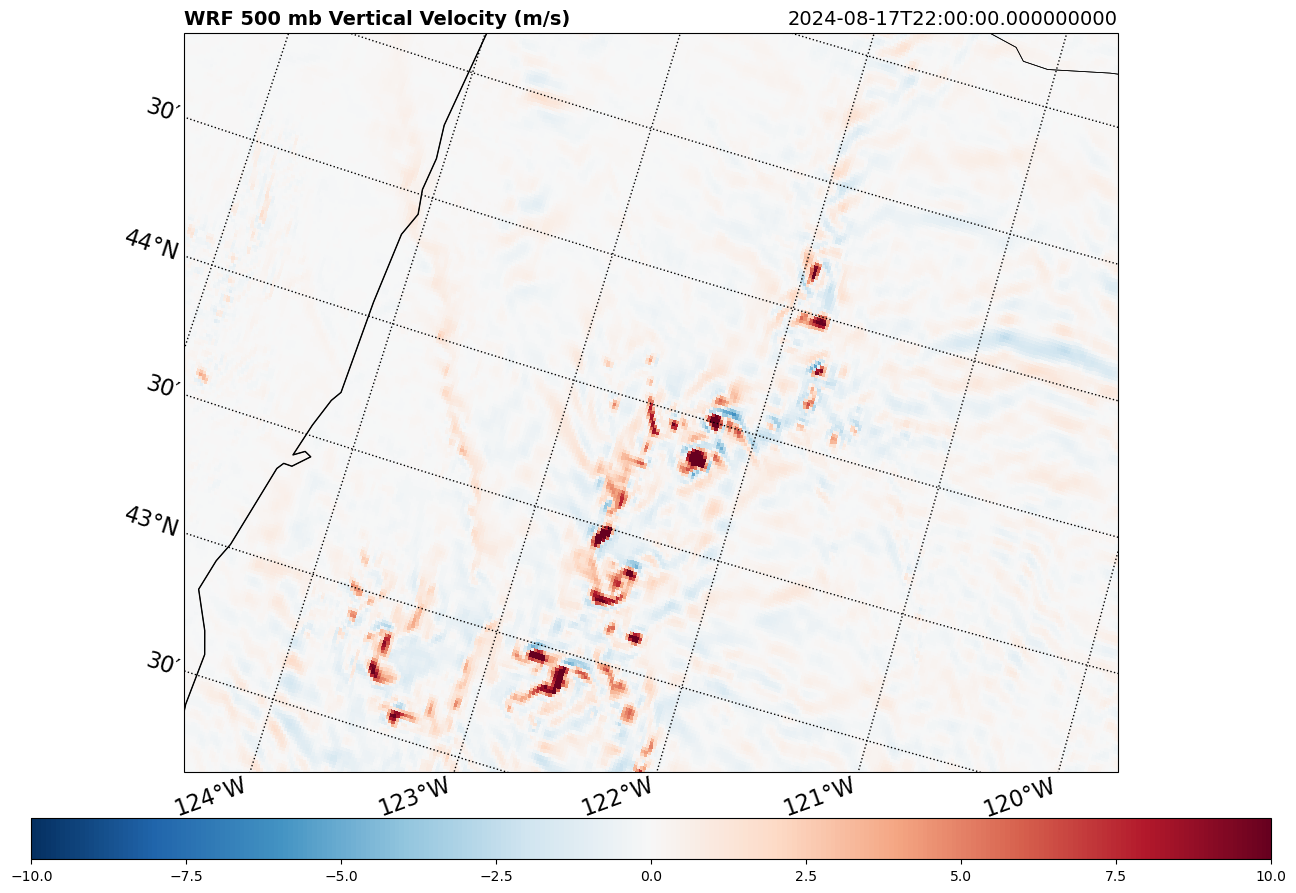 WRF 500 mb Vertical Velocity (m/s)
2024-08-17T22:00:00.000000000
30′
44°N
30′
43°N
30′
124°W
123°W
122°W
121°W
120°W
−10.0
−7.5
−5.0
−2.5
0.0
2.5
5.0
7.5
10.0